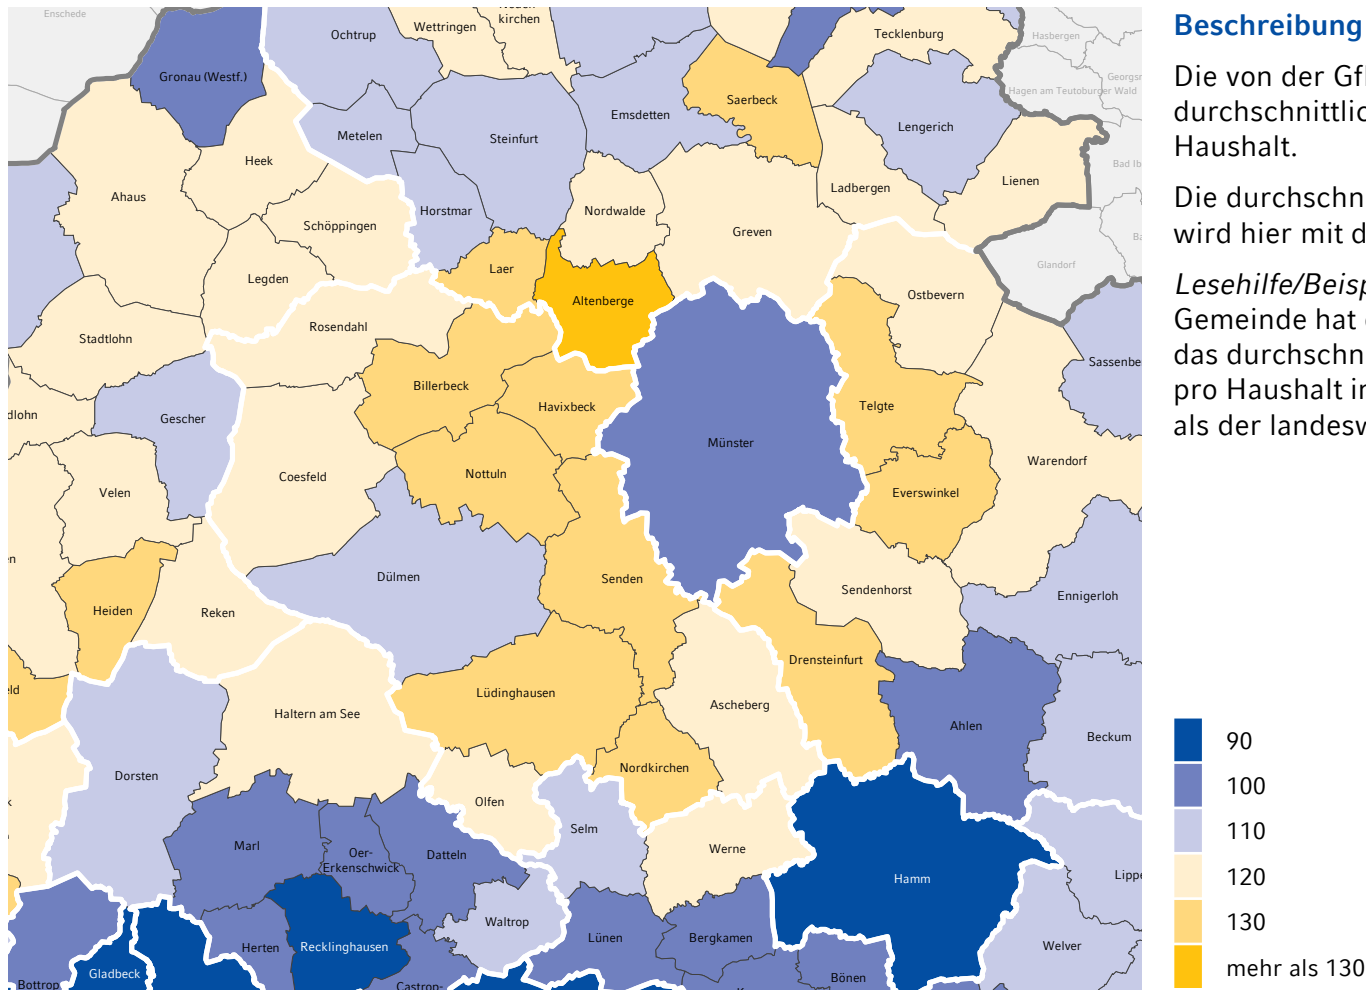 Enschede
Gronau (Westf.)
Ochtrup
Wettringen
kirchen
Tecklenburg
Hasbergen
Hagen am Teutoburger Wald
Saerbeck
Emsdetten
Lengerich
Metelen
Steinfurt
Heek
Ahaus
Schöppingen
Horstmar
Nordwalde
Ladbergen
Lienen
Greven
Legden
Laer
Altenberge
Ostbevern
Glandorf
Rosendahl
Stadtlohn
Gescher
Billerbeck
Havixbeck
Telgte
Münster
Warendorf
Velen
Coesfeld
Nottuln
Everswinkel
Dülmen
Senden
Sendenhorst
Ennigerloh
Heiden
Reken
Drensteinfurt
Lüdinghausen
Ascheberg
Haltern am See
Ahlen
Beckum
Dorsten
Nordkirchen
Olfen
Selm
Werne
Marl
Oer-
Erkenschwick
Datteln
Hamm
Waltrop
Lünen
Bergkamen
Welver
Herten
Recklinghausen
Gladbeck
Bottrop
Castrop-
Bönen
Beschreibung
Die von der Gf
durchschnittlic
Haushalt.
Die durchschn
wird hier mit d
Lesehilfe/Beisp
Gemeinde hat
das durchschn
pro Haushalt i
als der landesw
90
100
110
120
130
mehr als 130